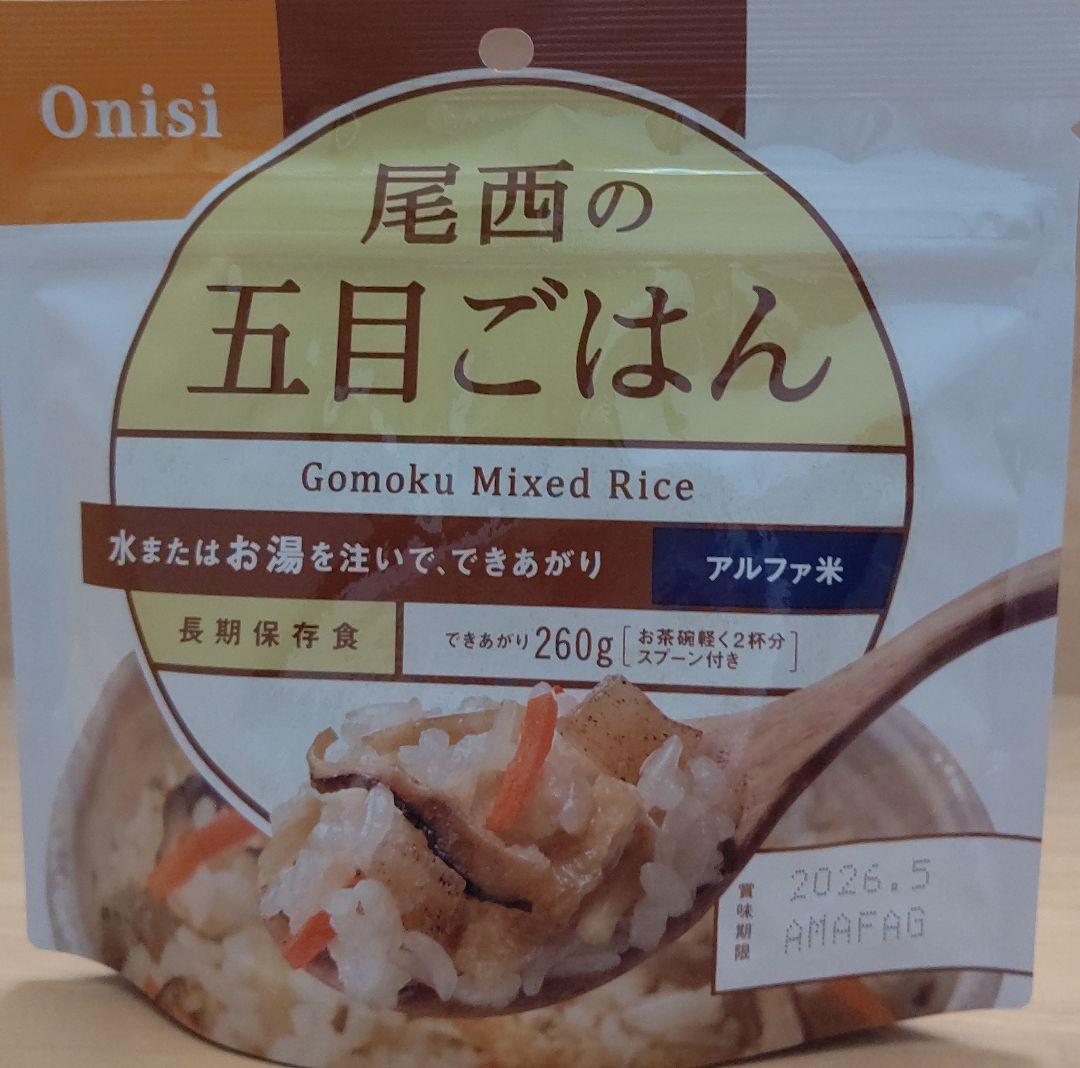 Onisi
尾西の
五目ごはん
Gomoku Mixed Rice
水またはお湯を注いで、できあがり
アルファ米
長期保存食
できあがり260g
お茶碗軽く2杯分
スプーン付き
賞味期限
2026.5
AMAFAG